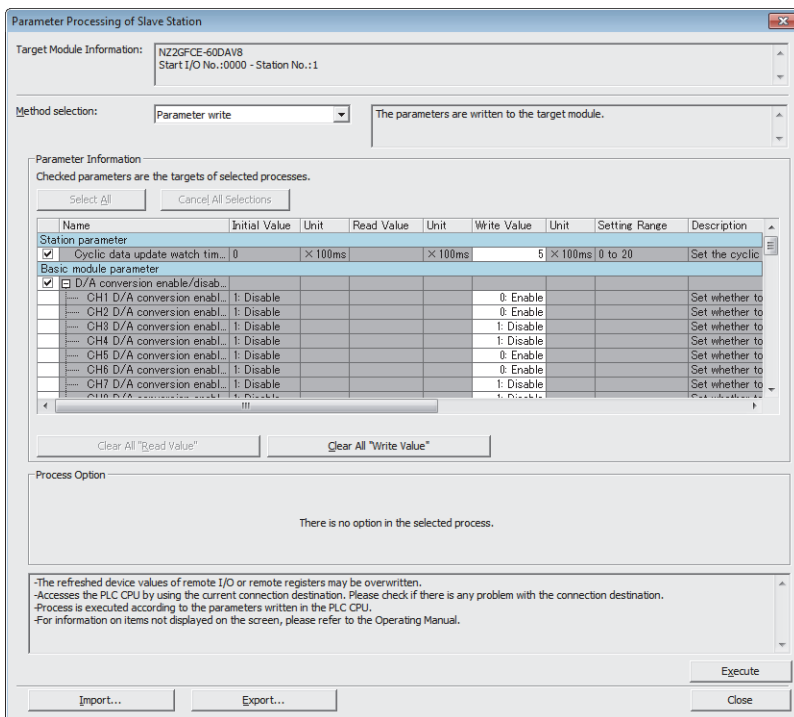 Parameter Processing of Slave Station
Target Module Information: NZ2GFCE-60DAV8
Start I/O No.:0000 - Station No.:1
Method selection: Parameter write The parameters are written to the target module.
Parameter Information
Checked parameters are the targets of selected processes.
Select All Cancel All Selections
Name Initial Value Unit Read Value Unit Write Value Unit Setting Range Description
Station parameter
Cyclic data update watch tim... 0 ×100ms ×100ms 5 ×100ms 0 to 20 Set the cyclic
Basic module parameter
D/A conversion enable/disab...
CH1 D/A conversion enabl... 1: Disable 0: Enable Set whether to
CH2 D/A conversion enabl... 1: Disable 0: Enable Set whether to
CH3 D/A conversion enabl... 1: Disable 1: Disable Set whether to
CH4 D/A conversion enabl... 1: Disable 1: Disable Set whether to
CH5 D/A conversion enabl... 1: Disable 0: Enable Set whether to
CH6 D/A conversion enabl... 1: Disable 0: Enable Set whether to
CH7 D/A conversion enabl... 1: Disable 1: Disable Set whether to
CH8 D/A conversion enabl... 1: Disable 1: Disable Set whether to
Clear All "Read Value" Clear All "Write Value"
Process Option
There is no option in the selected process.
-The refreshed device values of remote I/O or remote registers may be overwritten.
-Accesses the PLC CPU by using the current connection destination. Please check if there is any problem with the connection destination.
-Process is executed according to the parameters written in the PLC CPU.
-For information on items not displayed on the screen, please refer to the Operating Manual.
Execute
Import... Export... Close